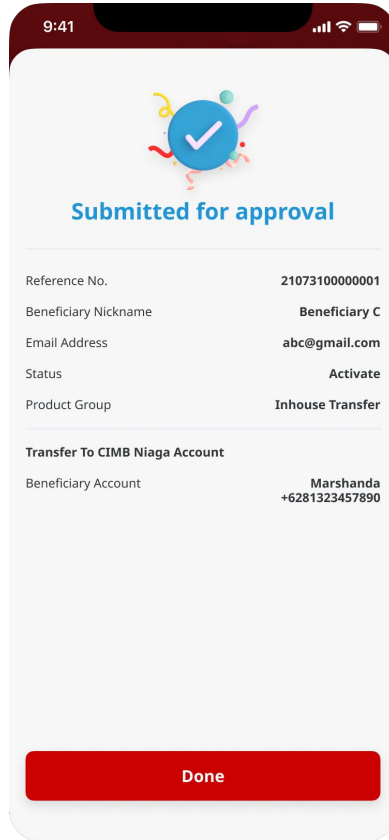 9:41
Submitted for approval
Reference No. 21073100000001
Beneficiary Nickname Beneficiary C
Email Address abc@gmail.com
Status Activate
Product Group Inhouse Transfer
Transfer To CIMB Niaga Account
Beneficiary Account Marshanda
+6281323457890
Done